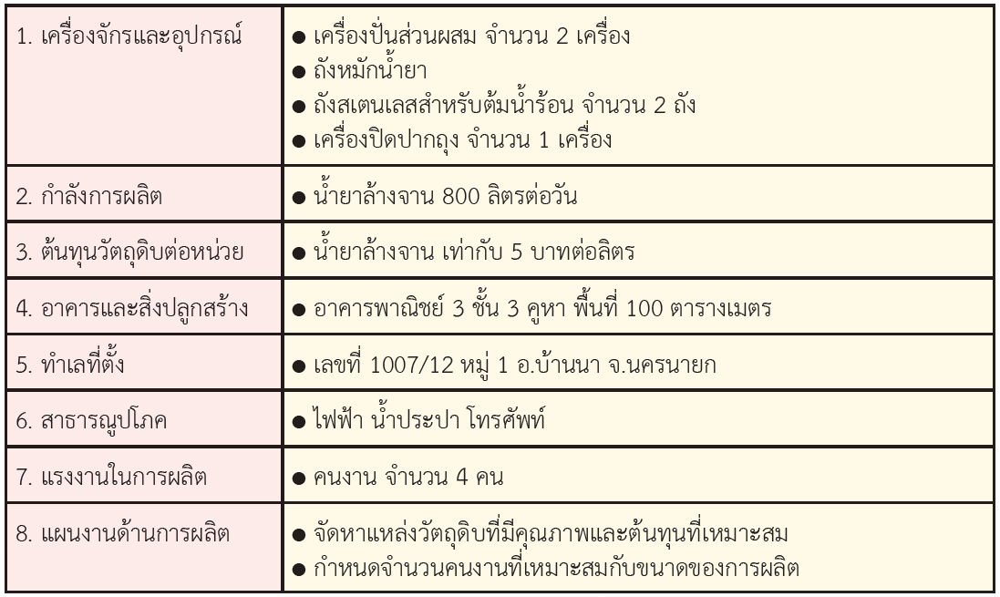 1. เครื่องจักรและอุปกรณ์
● เครื่องปั่นส่วนผสม จำนวน 2 เครื่อง
● ถังหมักน้ำยา
● ถังสเตนเลสสำหรับต้มน้ำร้อน จำนวน 2 ถัง
● เครื่องปิดปากถุง จำนวน 1 เครื่อง
2. กำลังการผลิต
● น้ำยาล้างจาน 800 ลิตรต่อวัน
3. ต้นทุนวัตถุดิบต่อหน่วย
● น้ำยาล้างจาน เท่ากับ 5 บาทต่อลิตร
4. อาคารและสิ่งปลูกสร้าง
● อาคารพาณิชย์ 3 ชั้น 3 คูหา พื้นที่ 100 ตารางเมตร
5. ทำเลที่ตั้ง
● เลขที่ 1007/12 หมู่ 1 อ.บ้านนา จ.นครนายก
6. สาธารณูปโภค
● ไฟฟ้า น้ำประปา โทรศัพท์
7. แรงงานในการผลิต
● คนงาน จำนวน 4 คน
8. แผนงานด้านการผลิต
● จัดหาแหล่งวัตถุดิบที่มีคุณภาพและต้นทุนที่เหมาะสม
● กำหนดจำนวนคนงานที่เหมาะสมกับขนาดของการผลิต